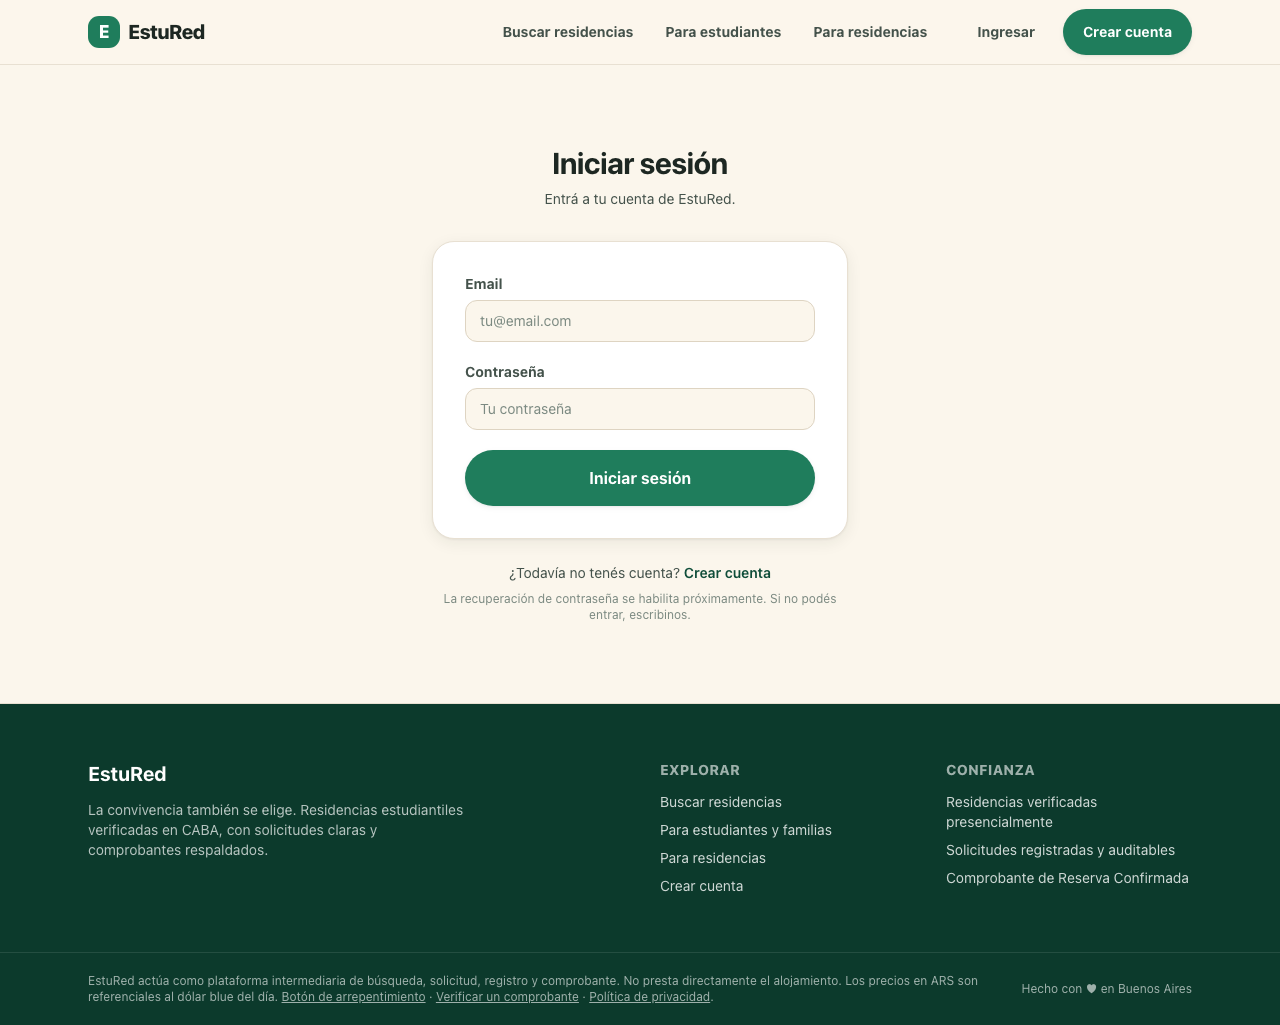 E EstuRed
Buscar residencias
Para estudiantes
Para residencias
Ingresar
Crear cuenta
Iniciar sesión
Entrá a tu cuenta de EstuRed.
Email
tu@email.com
Contraseña
Tu contraseña
Iniciar sesión
¿Todavía no tenés cuenta? Crear cuenta
La recuperación de contraseña se habilita próximamente. Si no podés
entrar, escribinos.
EstuRed
La convivencia también se elige. Residencias estudiantiles
verificadas en CABA, con solicitudes claras y
comprobantes respaldados.
EXPLORAR
Buscar residencias
Para estudiantes y familias
Para residencias
Crear cuenta
CONFIANZA
Residencias verificadas
presencialmente
Solicitudes registradas y auditables
Comprobante de Reserva Confirmada
EstuRed actúa como plataforma intermediaria de búsqueda, solicitud, registro y comprobante. No presta directamente el alojamiento. Los precios en ARS son
referenciales al dólar blue del día. Botón de arrepentimiento · Verificar un comprobante · Política de privacidad.
Hecho con ♥ en Buenos Aires